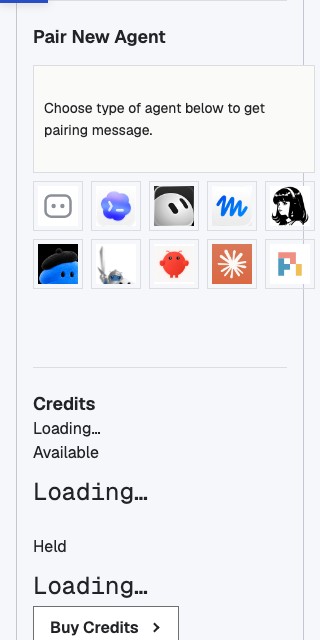 Pair New Agent
Choose type of agent below to get
pairing message.
Credits
Loading…
Available
Loading…
Held
Loading…
Buy Credits